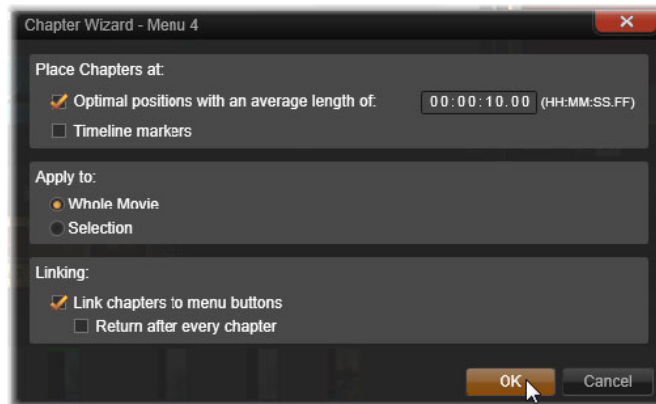 Chapter Wizard - Menu 4
Place Chapters at:
Optimal positions with an average length of: 00:00:10.00 (HH:MM:SS.FF)
Timeline markers
Apply to:
Whole Movie
Selection
Linking:
Link chapters to menu buttons
Return after every chapter
OK Cancel